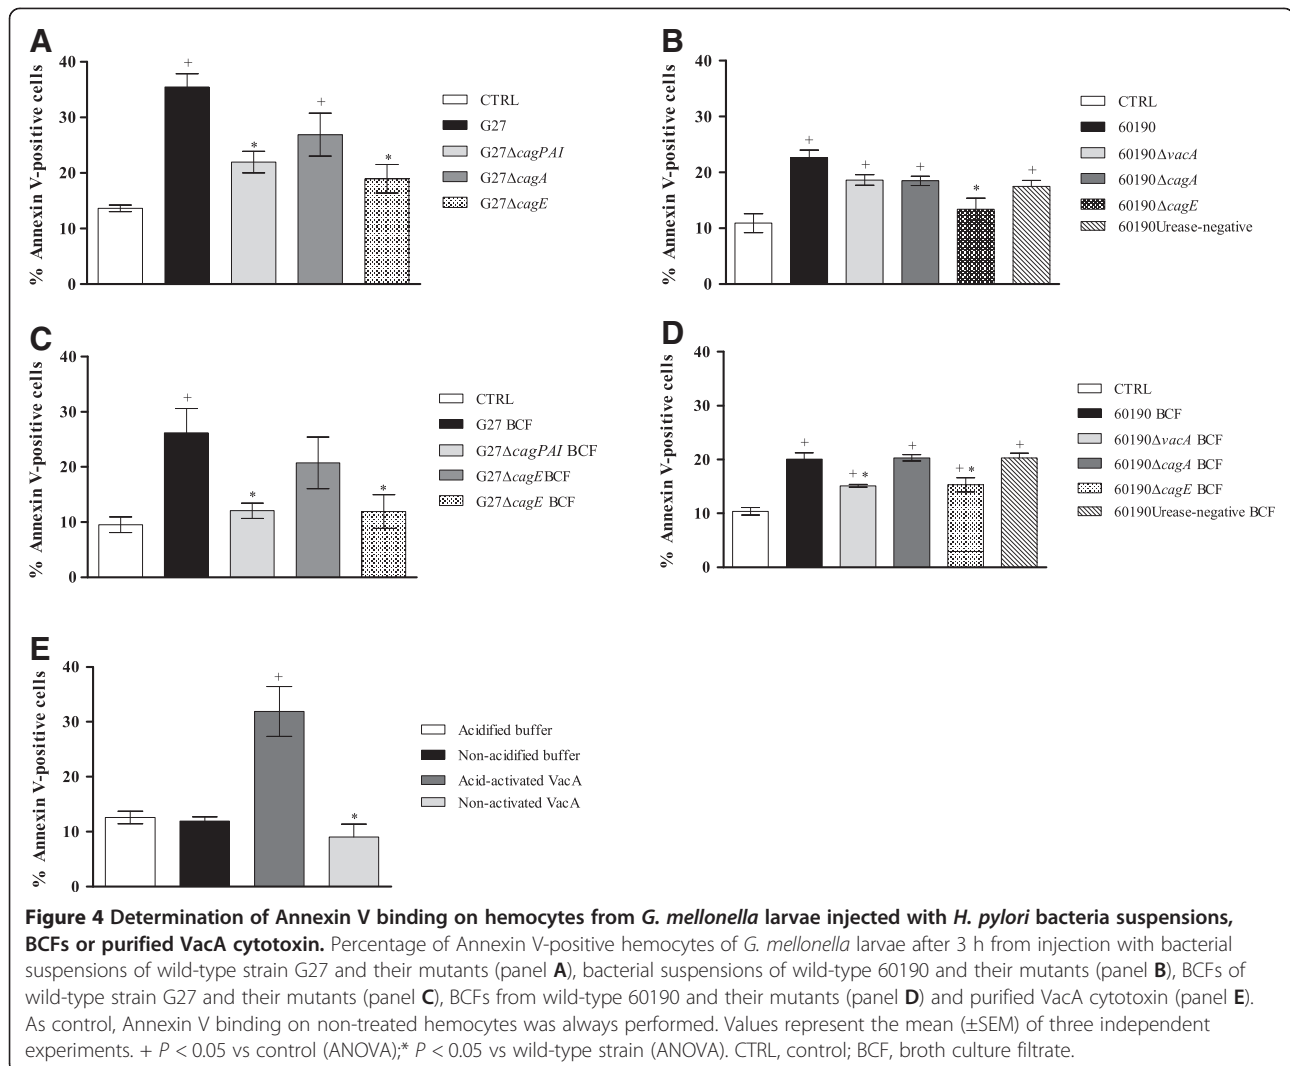 A
% Annexin V-positive cells
40
30
20
10
0
+
*
+
*
CTRL
G27
G27ΔcagPAI
G27ΔcagA
G27ΔcagE
B
% Annexin V-positive cells
40
30
20
10
0
+
+
+
*
+
CTRL
60190
60190ΔvacA
60190ΔcagA
60190ΔcagE
60190Urease-negative
C
% Annexin V-positive cells
40
30
20
10
0
+
*
*
CTRL
G27 BCF
G27ΔcagPAI BCF
G27ΔcagEBCF
G27ΔcagE BCF
D
% Annexin V-positive cells
40
30
20
10
0
+
+ *
+
+ *
+
CTRL
60190 BCF
60190ΔvacA BCF
60190ΔcagA BCF
60190ΔcagE BCF
60190Urease-negative BCF
E
% Annexin V-positive cells
40
30
20
10
0
+
*
Acidified buffer
Non-acidified buffer
Acid-activated VacA
Non-activated VacA
Figure 4 Determination of Annexin V binding on hemocytes from G. mellonella larvae injected with H. pylori bacteria suspensions,
BCFs or purified VacA cytotoxin. Percentage of Annexin V-positive hemocytes of G. mellonella larvae after 3 h from injection with bacterial
suspensions of wild-type strain G27 and their mutants (panel A), bacterial suspensions of wild-type 60190 and their mutants (panel B), BCFs of
wild-type strain G27 and their mutants (panel C), BCFs from wild-type 60190 and their mutants (panel D) and purified VacA cytotoxin (panel E).
As control, Annexin V binding on non-treated hemocytes was always performed. Values represent the mean (±SEM) of three independent
experiments. + P < 0.05 vs control (ANOVA);* P < 0.05 vs wild-type strain (ANOVA). CTRL, control; BCF, broth culture filtrate.